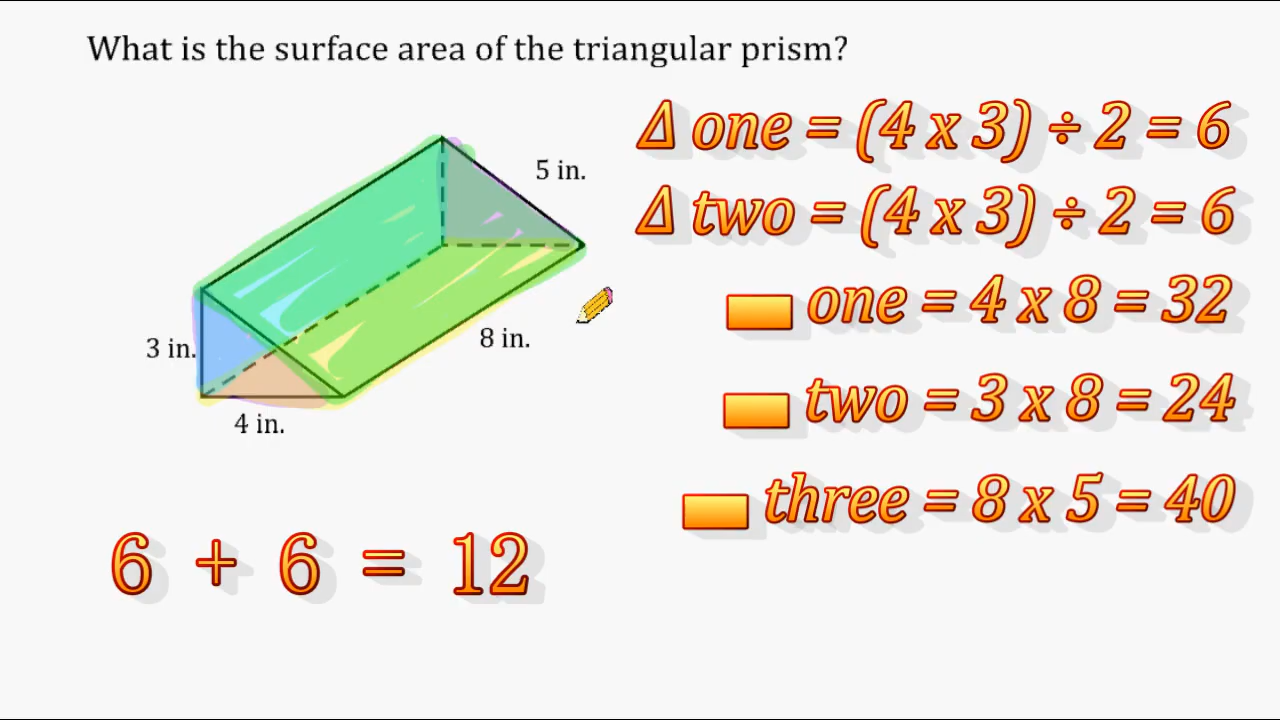 What is the surface area of the triangular prism?
Δ one = (4 x 3) ÷ 2 = 6
Δ two = (4 x 3) ÷ 2 = 6
one = 4 x 8 = 32
two = 3 x 8 = 24
three = 8 x 5 = 40
5 in.
8 in.
3 in.
4 in.
6 + 6 = 12